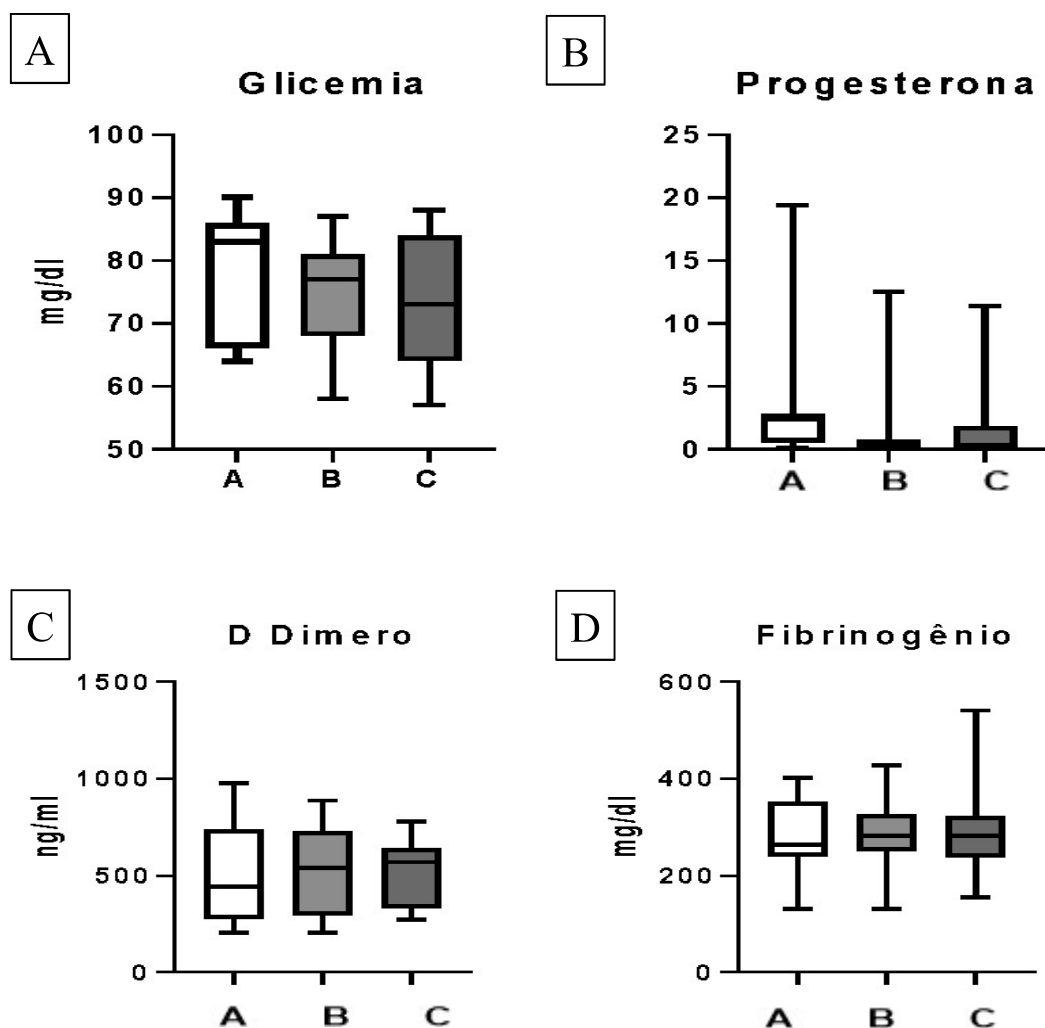 A
Glicemia
100
90
80
70
60
50
mg/dl
A B C
B
Progesterona
25
20
15
10
5
0
A B C
C
D Dimero
1500
1000
500
0
ng/ml
A B C
D
Fibrinogênio
600
400
200
0
mg/dl
A B C